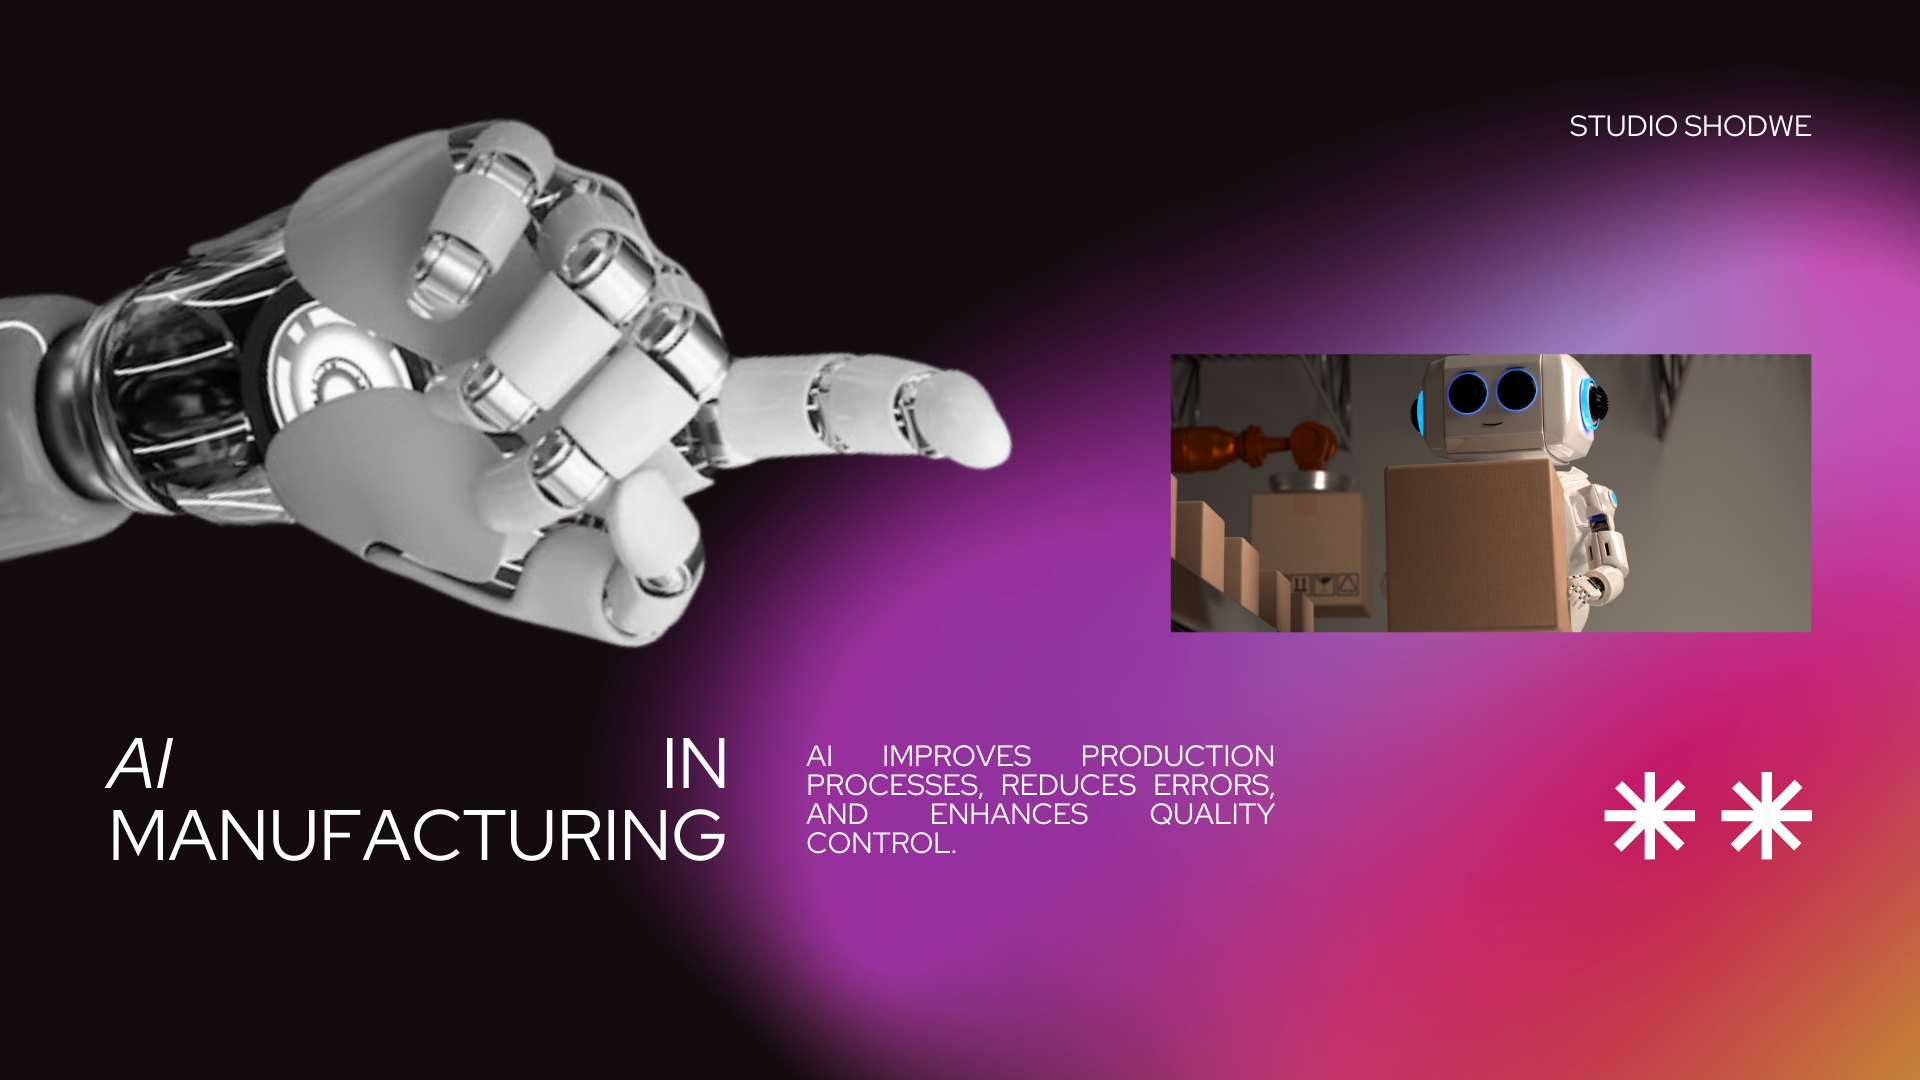 STUDIO SHODWE
AI IN
MANUFACTURING
AI IMPROVES PRODUCTION
PROCESSES, REDUCES ERRORS,
AND ENHANCES QUALITY
CONTROL.